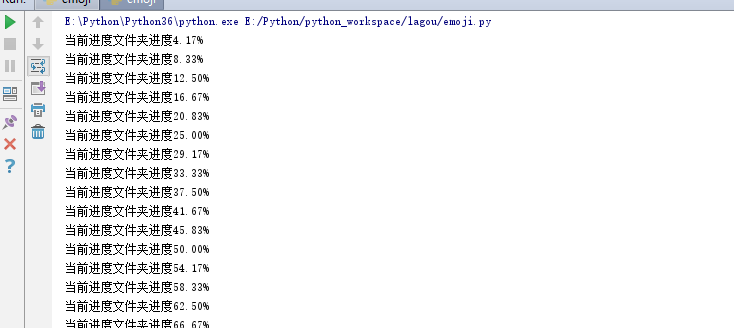 E:\Python\Python36\python.exe E:/Python/python_workspace/lagou/emoji.py
当前进度文件夹进度4.17%
当前进度文件夹进度8.33%
当前进度文件夹进度12.50%
当前进度文件夹进度16.67%
当前进度文件夹进度20.83%
当前进度文件夹进度25.00%
当前进度文件夹进度29.17%
当前进度文件夹进度33.33%
当前进度文件夹进度37.50%
当前进度文件夹进度41.67%
当前进度文件夹进度45.83%
当前进度文件夹进度50.00%
当前进度文件夹进度54.17%
当前进度文件夹进度58.33%
当前进度文件夹进度62.50%
当前进度文件夹进度66.67%